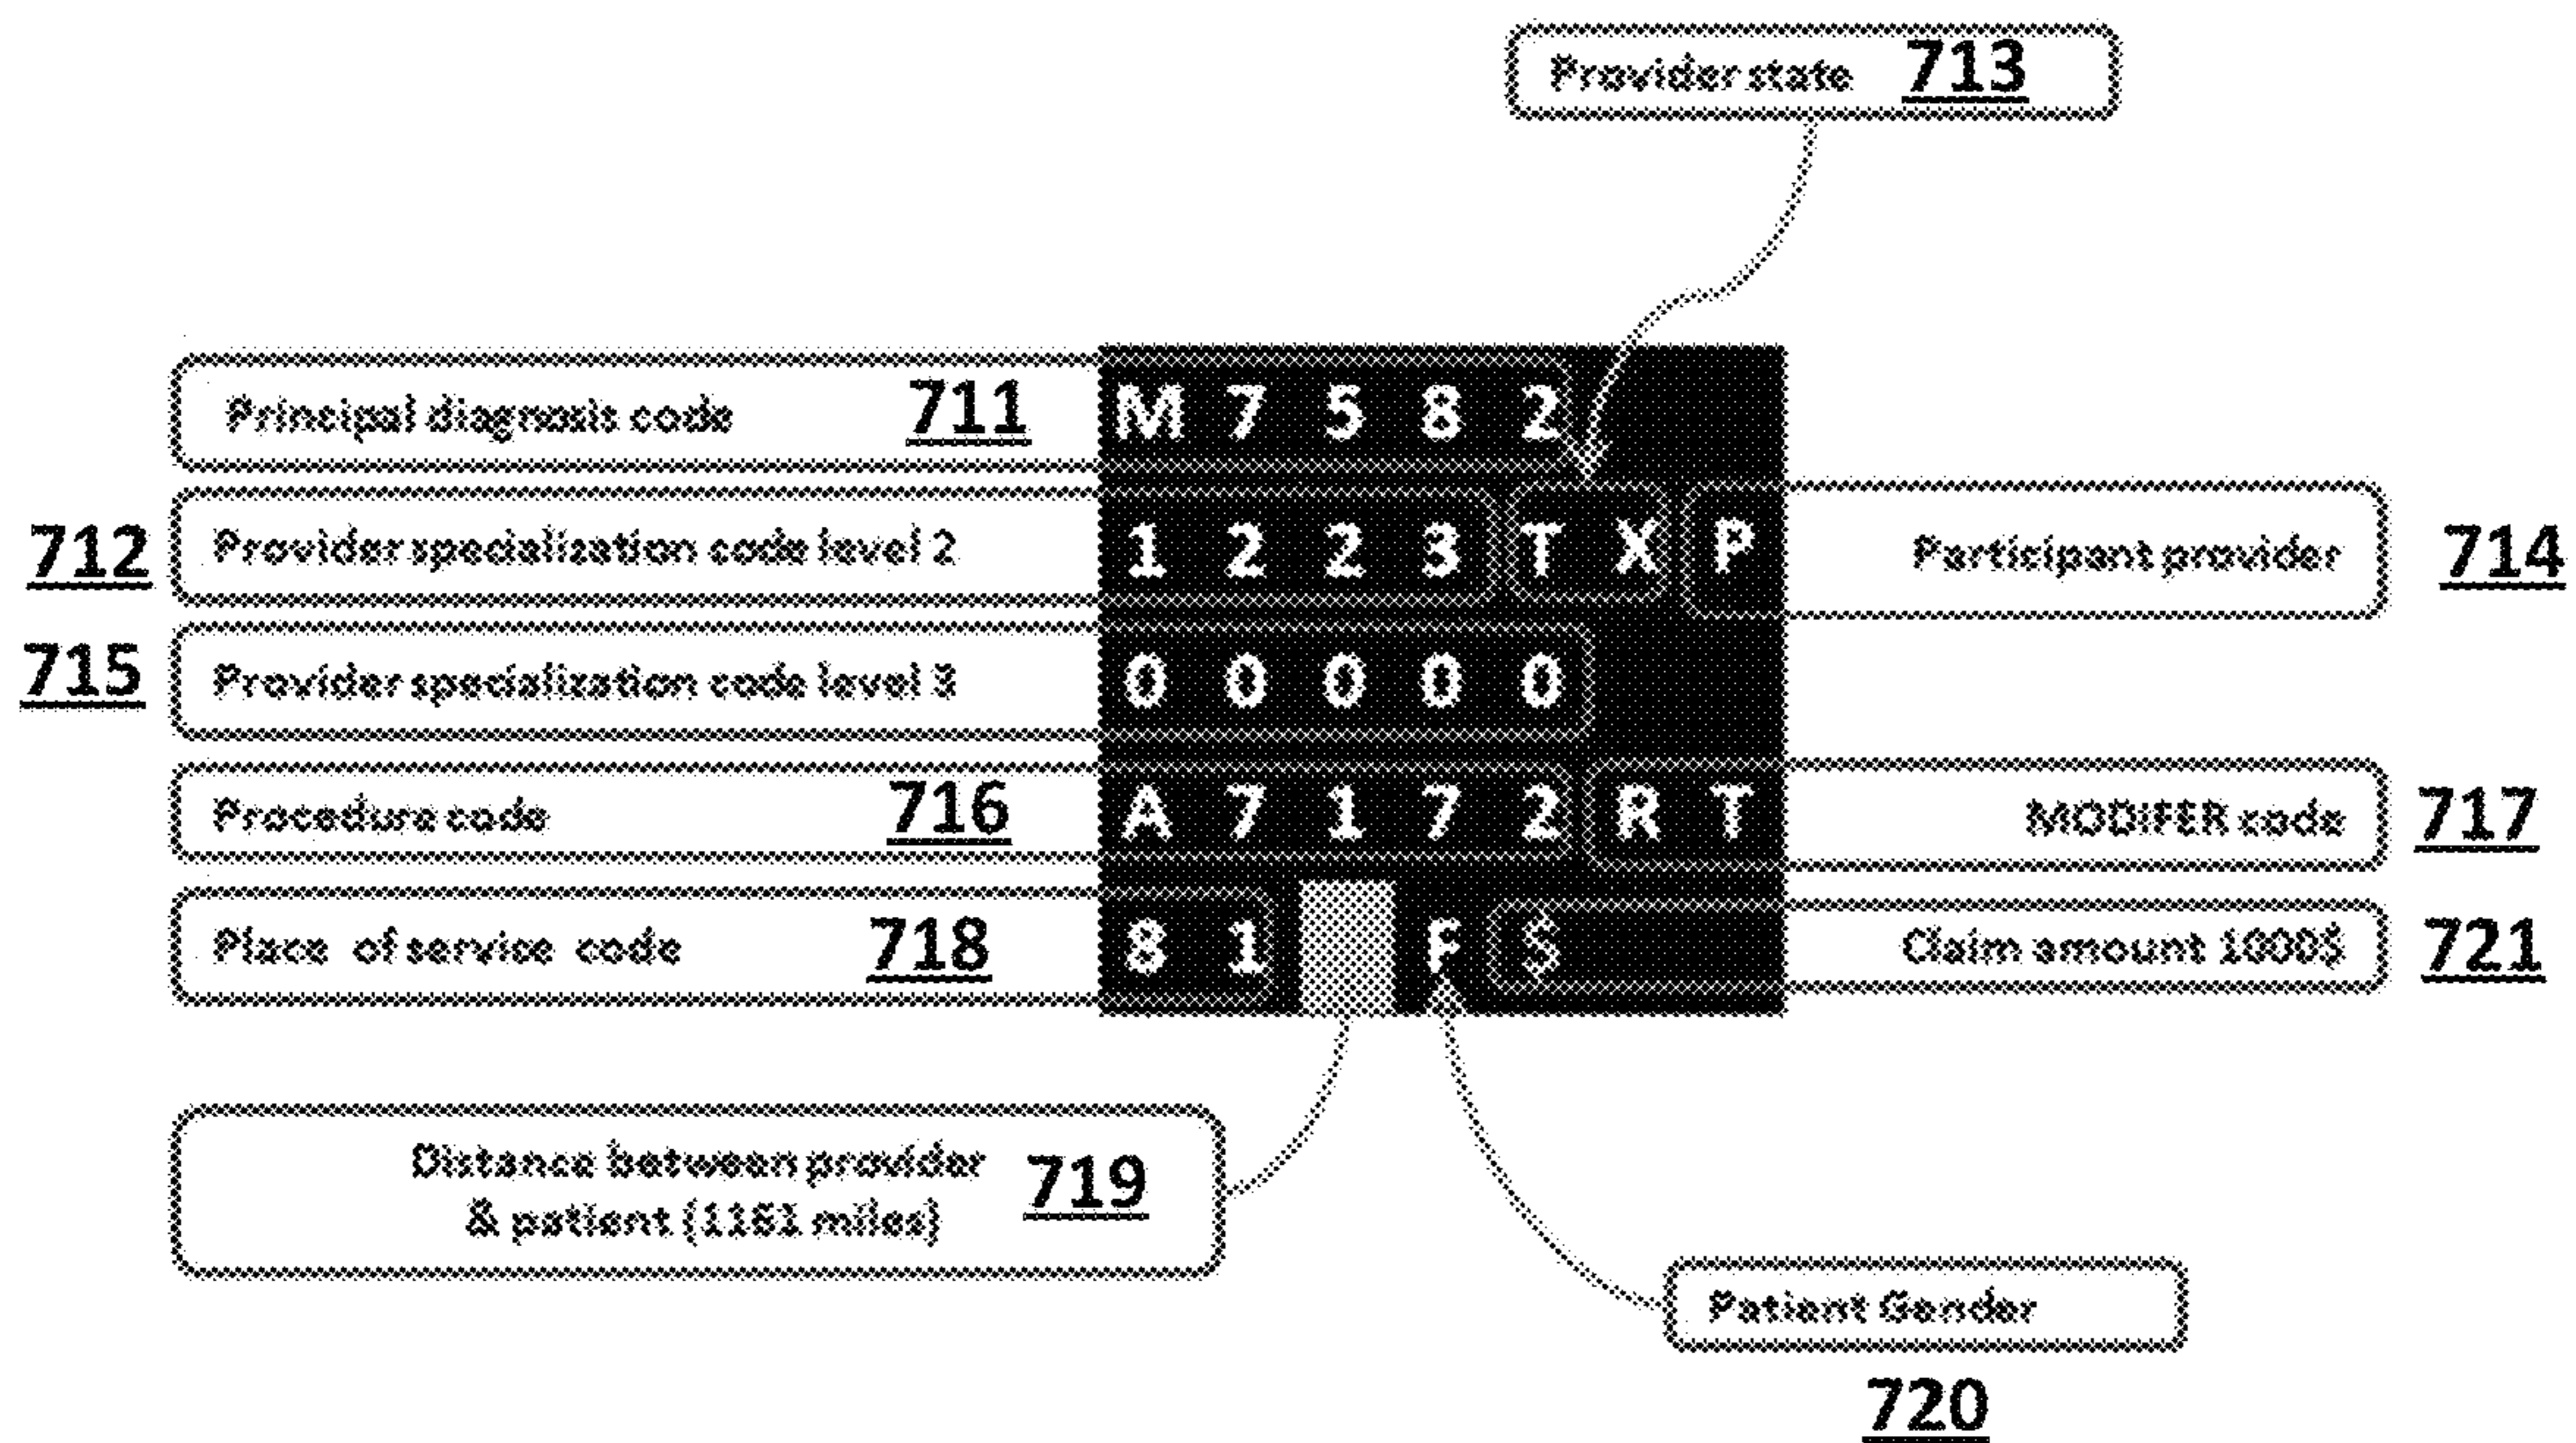 Provider state 713
Principal diagnosis code 711 M 7 5 8 2
712 Provider specialization code level 2 1 2 2 3 T X P Participant provider 714
715 Provider specialization code level 3 0 0 0 0 0
Procedure code 716 A 7 1 7 2 R T MODIFER code 717
Place of service code 718 8 1 F $ Claim amount 1000$ 721
Distance between provider 719
& patient (1161 miles)
Patient Gender
720